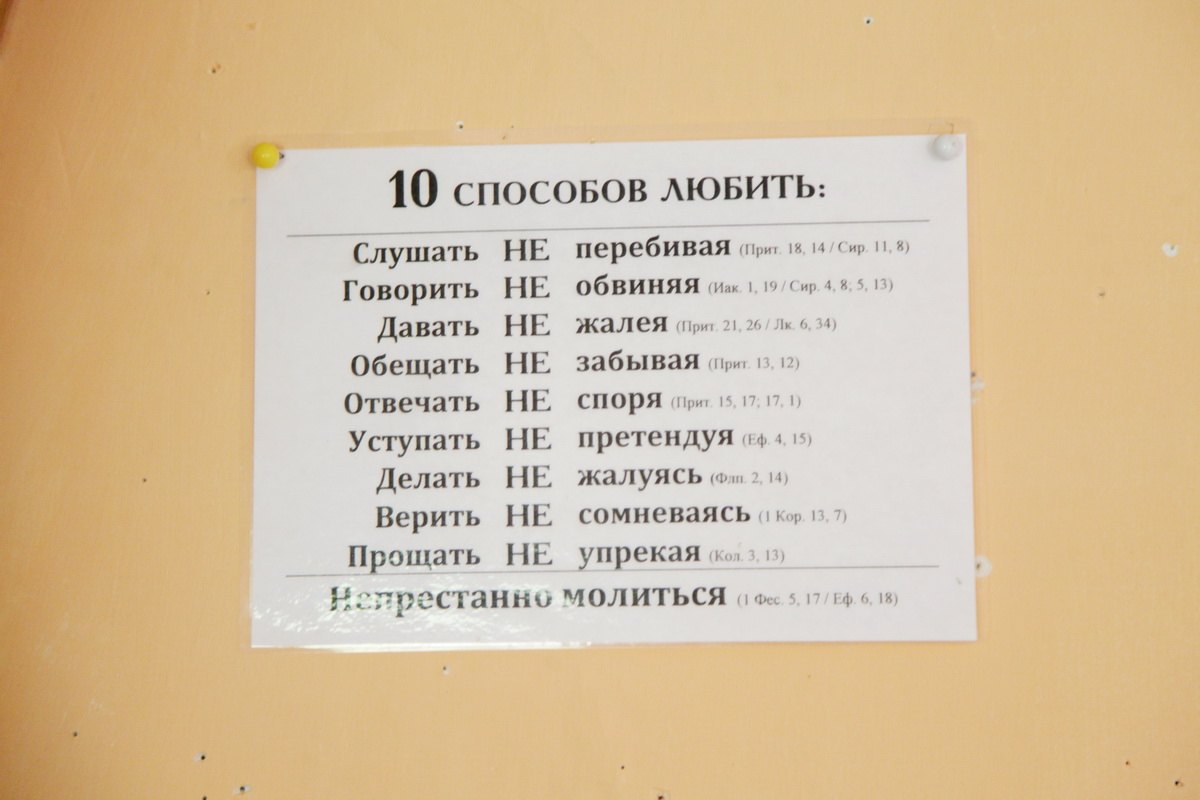 10 СПОСОБОВ ЛЮБИТЬ:
Слушать НЕ перебивая (Прит. 18, 14 / Сир. 11, 8)
Говорить НЕ обвиняя (Иак. 1, 19 / Сир. 4, 8; 5, 13)
Давать НЕ жалея (Прит. 21, 26 / Лк. 6, 34)
Обещать НЕ забывая (Прит. 13, 12)
Отвечать НЕ споря (Прит. 15, 17; 17, 1)
Уступать НЕ претендуя (Еф. 4, 15)
Делать НЕ жалуясь (Флп. 2, 14)
Верить НЕ сомневаясь (1 Кор. 13, 7)
Прощать НЕ упрекая (Кол. 3, 13)
Непрестанно молиться (1 Фес. 5, 17 / Еф. 6, 18)